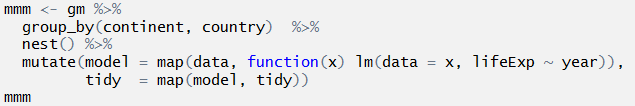 mmm <- gm %>%
  group_by(continent, country)  %>%
  nest() %>%
  mutate(model = map(data, function(x) lm(data = x, lifeExp ~ year)),
         tidy  = map(model, tidy))
mmm